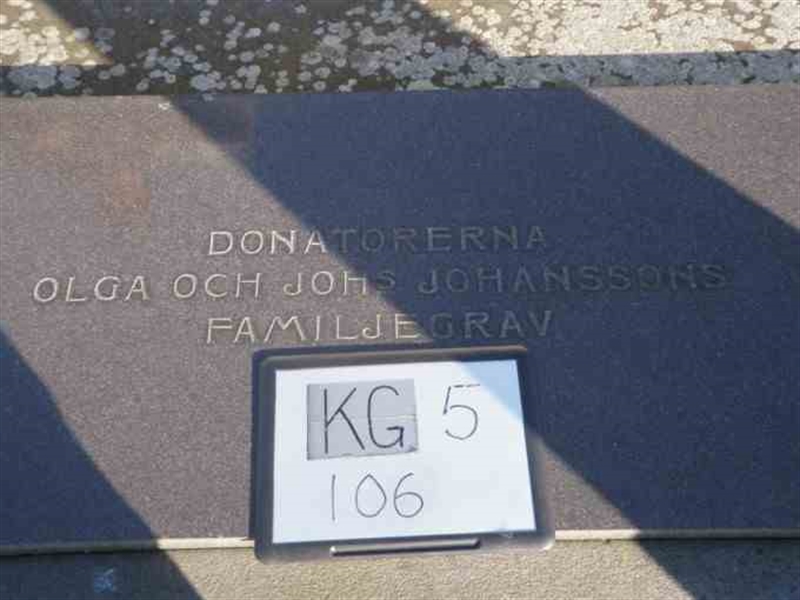 DONATORERNA
OLGA OCH JOHS JOHANSSONS
FAMILJEGRAV
KG 5
106